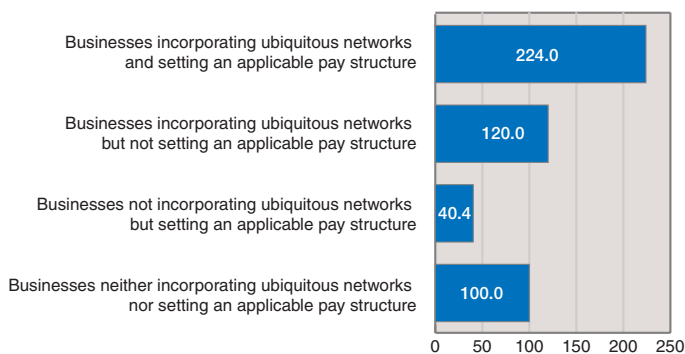 Businesses incorporating ubiquitous networks
and setting an applicable pay structure
224.0
Businesses incorporating ubiquitous networks
but not setting an applicable pay structure
120.0
Businesses not incorporating ubiquitous networks
but setting an applicable pay structure
40.4
Businesses neither incorporating ubiquitous networks
nor setting an applicable pay structure
100.0
0 50 100 150 200 250